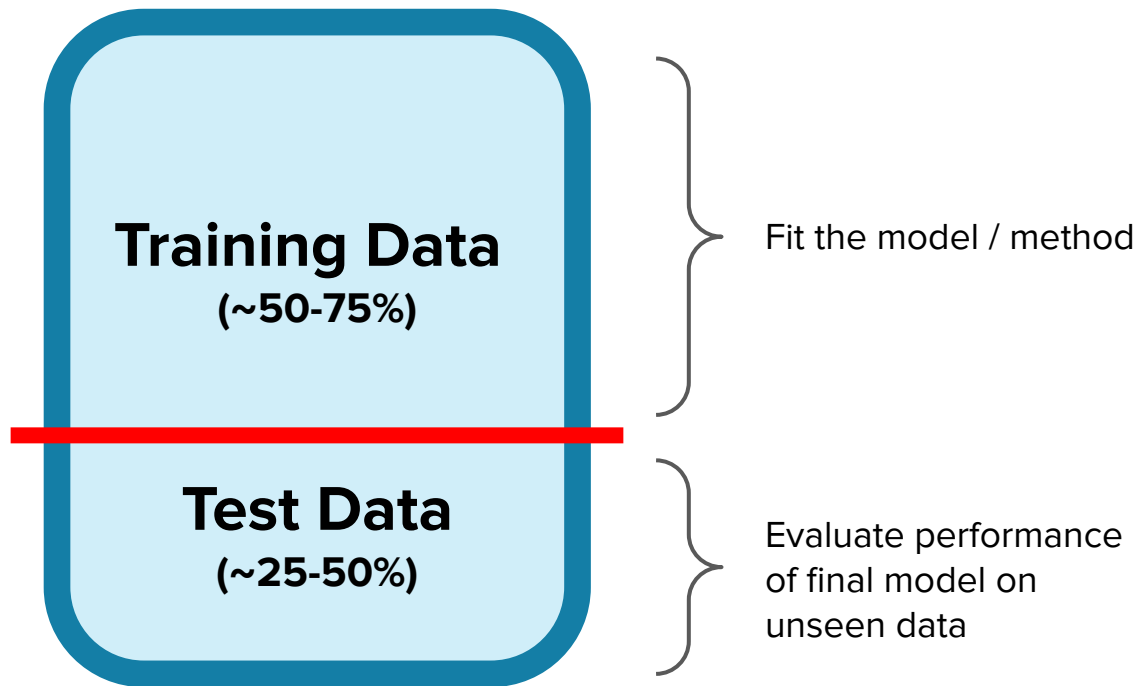 Training Data
(~50-75%)
Fit the model / method
Test Data
(~25-50%)
Evaluate performance
of final model on
unseen data